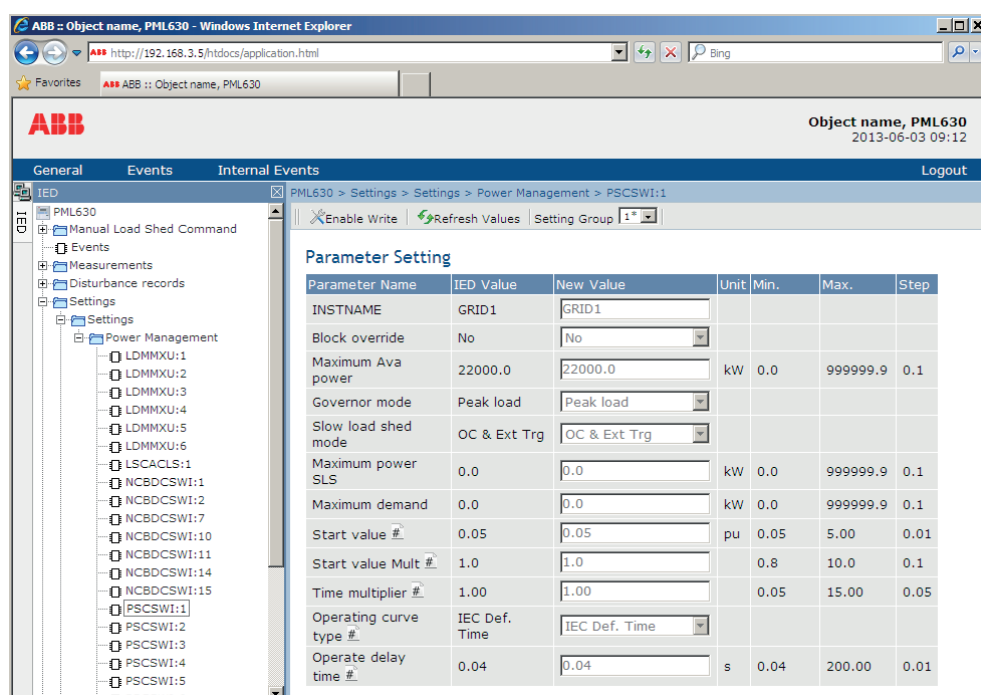 ABB :: Object name, PML630 - Windows Internet Explorer
ABB http://192.168.3.5/htdocs/application.html
Bing
Favorites
ABB ABB :: Object name, PML630
ABB
Object name, PML630
2013-06-03 09:12
General Events Internal Events Logout
IED
IED
PML630 > Settings > Settings > Power Management > PSCSWI:1
Enable Write Refresh Values Setting Group 1*
PML630
Manual Load Shed Command
Events
Measurements
Disturbance records
Settings
Settings
Power Management
LDMMXU:1
LDMMXU:2
LDMMXU:3
LDMMXU:4
LDMMXU:5
LDMMXU:6
LSCACLS:1
NCBDCSWI:1
NCBDCSWI:2
NCBDCSWI:7
NCBDCSWI:10
NCBDCSWI:11
NCBDCSWI:14
NCBDCSWI:15
PSCSWI:1
PSCSWI:2
PSCSWI:3
PSCSWI:4
PSCSWI:5
Parameter Setting
Parameter Name IED Value New Value Unit Min. Max. Step
INSTNAME GRID1 GRID1
Block override No No
Maximum Ava
power 22000.0 22000.0 kW 0.0 999999.9 0.1
Governor mode Peak load Peak load
Slow load shed
mode OC & Ext Trg OC & Ext Trg
Maximum power
SLS 0.0 0.0 kW 0.0 999999.9 0.1
Maximum demand 0.0 0.0 kW 0.0 999999.9 0.1
Start value # 0.05 0.05 pu 0.05 5.00 0.01
Start value Mult # 1.0 1.0 0.8 10.0 0.1
Time multiplier # 1.00 1.00 0.05 15.00 0.05
Operating curve
type # IEC Def. Time IEC Def. Time
Operate delay
time # 0.04 0.04 s 0.04 200.00 0.01